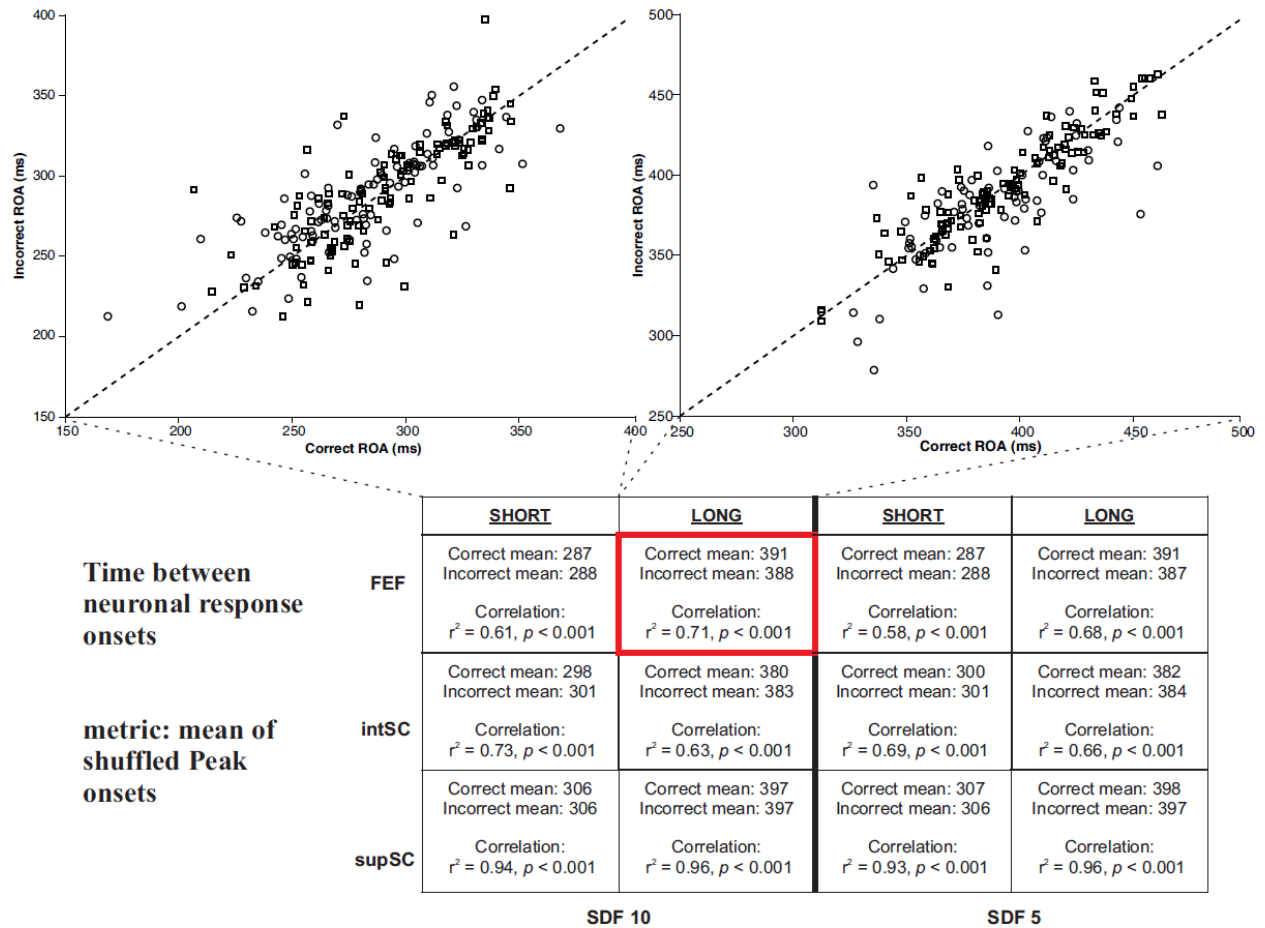 400
350
300
250
200
150
Incorrect ROA (ms)
150
200
250
300
350
400
Correct ROA (ms)
500
450
400
350
300
250
Incorrect ROA (ms)
250
300
350
400
450
500
Correct ROA (ms)
SHORT LONG SHORT LONG
Time between
neuronal response
onsets
metric: mean of
shuffled Peak
onsets
FEF
Correct mean: 287
Incorrect mean: 288
Correlation:
r² = 0.61, p < 0.001
Correct mean: 391
Incorrect mean: 388
Correlation:
r² = 0.71, p < 0.001
Correct mean: 287
Incorrect mean: 288
Correlation:
r² = 0.58, p < 0.001
Correct mean: 391
Incorrect mean: 387
Correlation:
r² = 0.68, p < 0.001
intSC
Correct mean: 298
Incorrect mean: 301
Correlation:
r² = 0.73, p < 0.001
Correct mean: 380
Incorrect mean: 383
Correlation:
r² = 0.63, p < 0.001
Correct mean: 300
Incorrect mean: 301
Correlation:
r² = 0.69, p < 0.001
Correct mean: 382
Incorrect mean: 384
Correlation:
r² = 0.66, p < 0.001
supSC
Correct mean: 306
Incorrect mean: 306
Correlation:
r² = 0.94, p < 0.001
Correct mean: 397
Incorrect mean: 397
Correlation:
r² = 0.96, p < 0.001
Correct mean: 307
Incorrect mean: 306
Correlation:
r² = 0.93, p < 0.001
Correct mean: 398
Incorrect mean: 397
Correlation:
r² = 0.96, p < 0.001
SDF 10
SDF 5